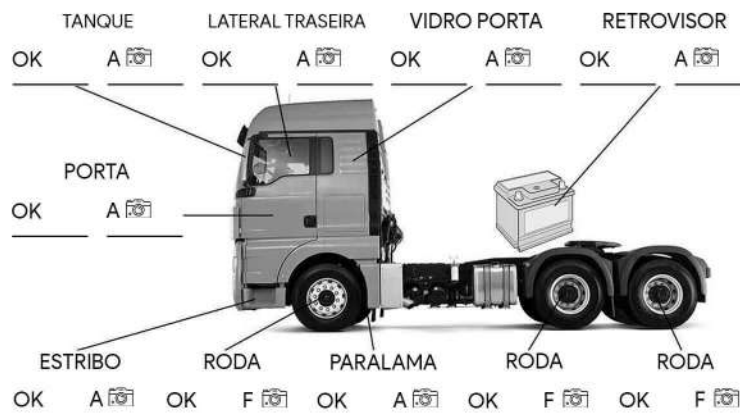 TANQUE LATERAL TRASEIRA VIDRO PORTA RETROVISOR
OK A OK A OK A OK A
PORTA
OK A
ESTRIBO RODA PARALAMA RODA RODA
OK A OK F OK A OK F OK F